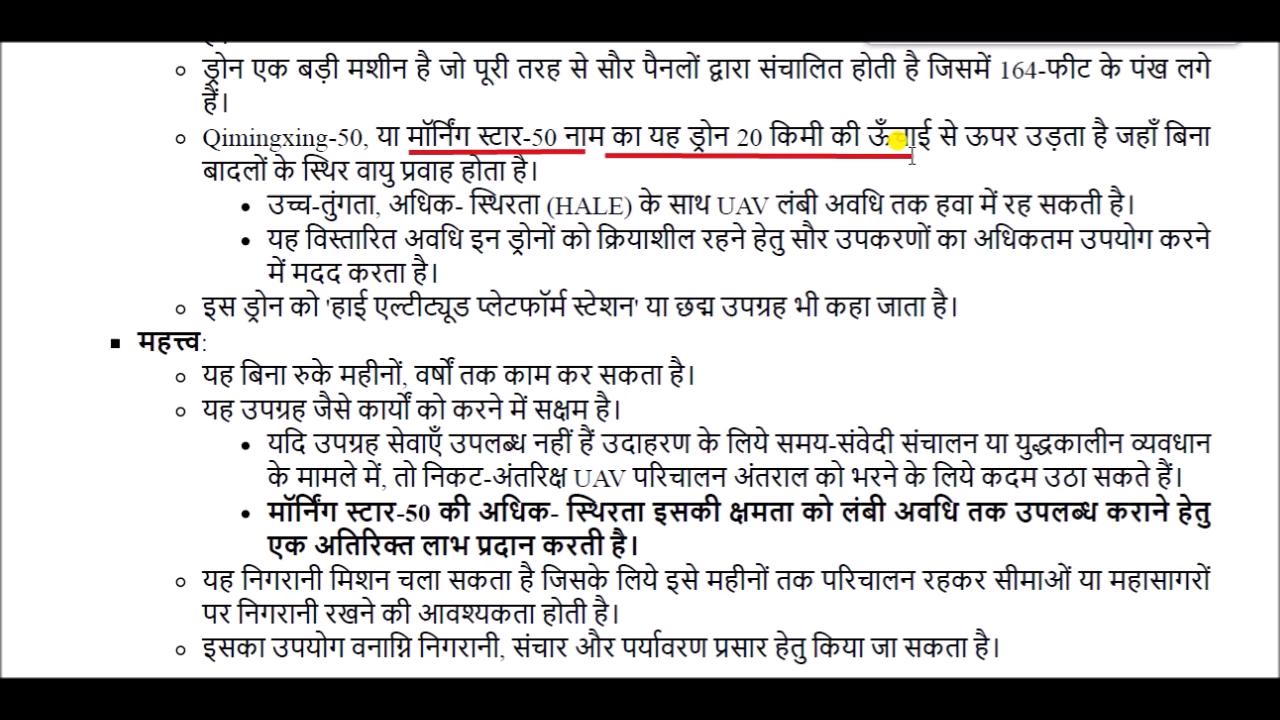 ड्रोन एक बड़ी मशीन है जो पूरी तरह से सौर पैनलों द्वारा संचालित होती है जिसमें 164-फीट के पंख लगे
हैं।
Qimingxing-50, या मॉर्निंग स्टार-50 नाम का यह ड्रोन 20 किमी की ऊँचाई से ऊपर उड़ता है जहाँ बिना
बादलों के स्थिर वायु प्रवाह होता है।
उच्च-तुंगता, अधिक- स्थिरता (HALE) के साथ UAV लंबी अवधि तक हवा में रह सकती है।
यह विस्तारित अवधि इन ड्रोनों को क्रियाशील रहने हेतु सौर उपकरणों का अधिकतम उपयोग करने
में मदद करता है।
इस ड्रोन को 'हाई एल्टीट्यूड प्लेटफॉर्म स्टेशन' या छद्म उपग्रह भी कहा जाता है।
महत्त्व:
यह बिना रुके महीनों, वर्षों तक काम कर सकता है।
यह उपग्रह जैसे कार्यों को करने में सक्षम है।
यदि उपग्रह सेवाएँ उपलब्ध नहीं हैं उदाहरण के लिये समय-संवेदी संचालन या युद्धकालीन व्यवधान
के मामले में, तो निकट-अंतरिक्ष UAV परिचालन अंतराल को भरने के लिये कदम उठा सकते हैं।
मॉर्निंग स्टार-50 की अधिक- स्थिरता इसकी क्षमता को लंबी अवधि तक उपलब्ध कराने हेतु
एक अतिरिक्त लाभ प्रदान करती है।
यह निगरानी मिशन चला सकता है जिसके लिये इसे महीनों तक परिचालन रहकर सीमाओं या महासागरों
पर निगरानी रखने की आवश्यकता होती है।
इसका उपयोग वनाग्नि निगरानी, संचार और पर्यावरण प्रसार हेतु किया जा सकता है।